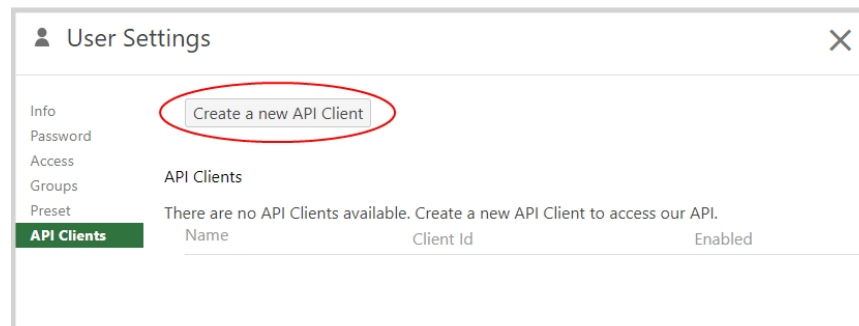 User Settings
Info
Password
Access
Groups
Preset
API Clients
Create a new API Client
API Clients
There are no API Clients available. Create a new API Client to access our API.
Name Client Id Enabled